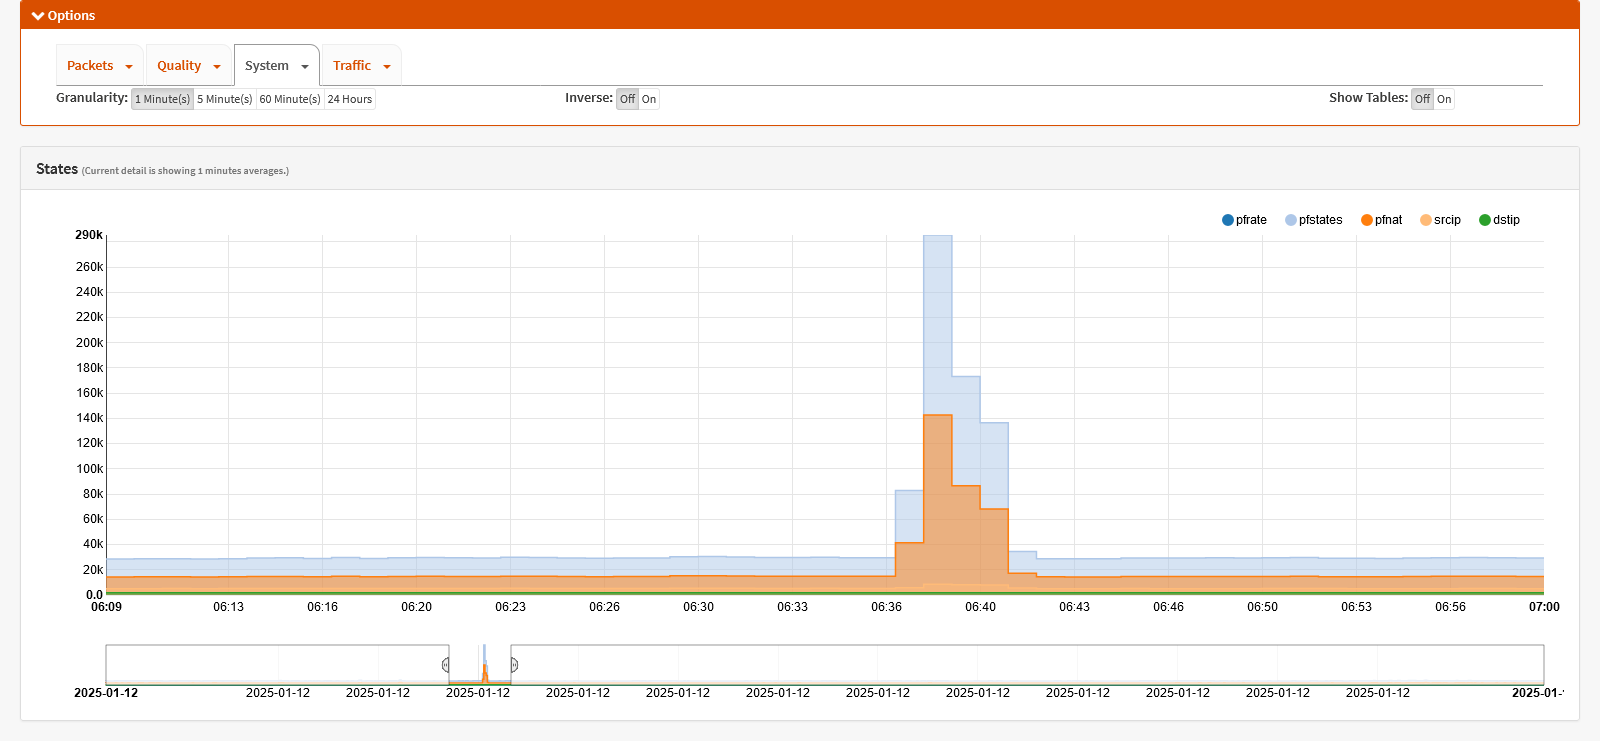 Options
Packets Quality System Traffic
Granularity: 1 Minute(s) 5 Minute(s) 60 Minute(s) 24 Hours Inverse: Off On Show Tables: Off On
States (Current detail is showing 1 minutes averages.)
pfrate pfstates pfnat srcip dstip
290k
260k
240k
220k
200k
180k
160k
140k
120k
100k
80k
60k
40k
20k
0.0
06:09 06:13 06:16 06:20 06:23 06:26 06:30 06:33 06:36 06:40 06:43 06:46 06:50 06:53 06:56 07:00
2025-01-12 2025-01-12 2025-01-12 2025-01-12 2025-01-12 2025-01-12 2025-01-12 2025-01-12 2025-01-12 2025-01-12 2025-01-12 2025-01-12 2025-01-12 2025-01-